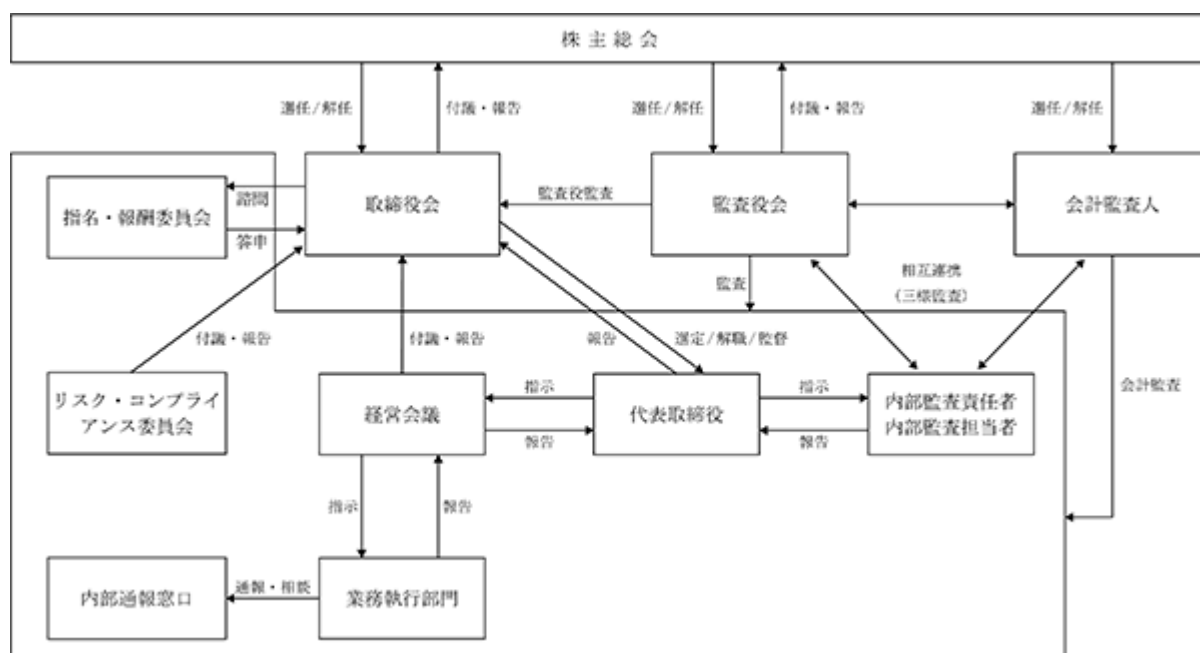 株主総会
選任/解任
付議・報告
選任/解任
付議・報告
選任/解任
指名・報酬委員会
諮問
答申
取締役会
監査役監査
監査役会
会計監査人
監査
相互連携
(三様監査)
付議・報告
付議・報告
報告
選定/解職/監督
会計監査
リスク・コンプライ
アンス委員会
経営会議
指示
報告
代表取締役
指示
報告
内部監査責任者
内部監査担当者
指示
報告
内部通報窓口
通報・相談
業務執行部門